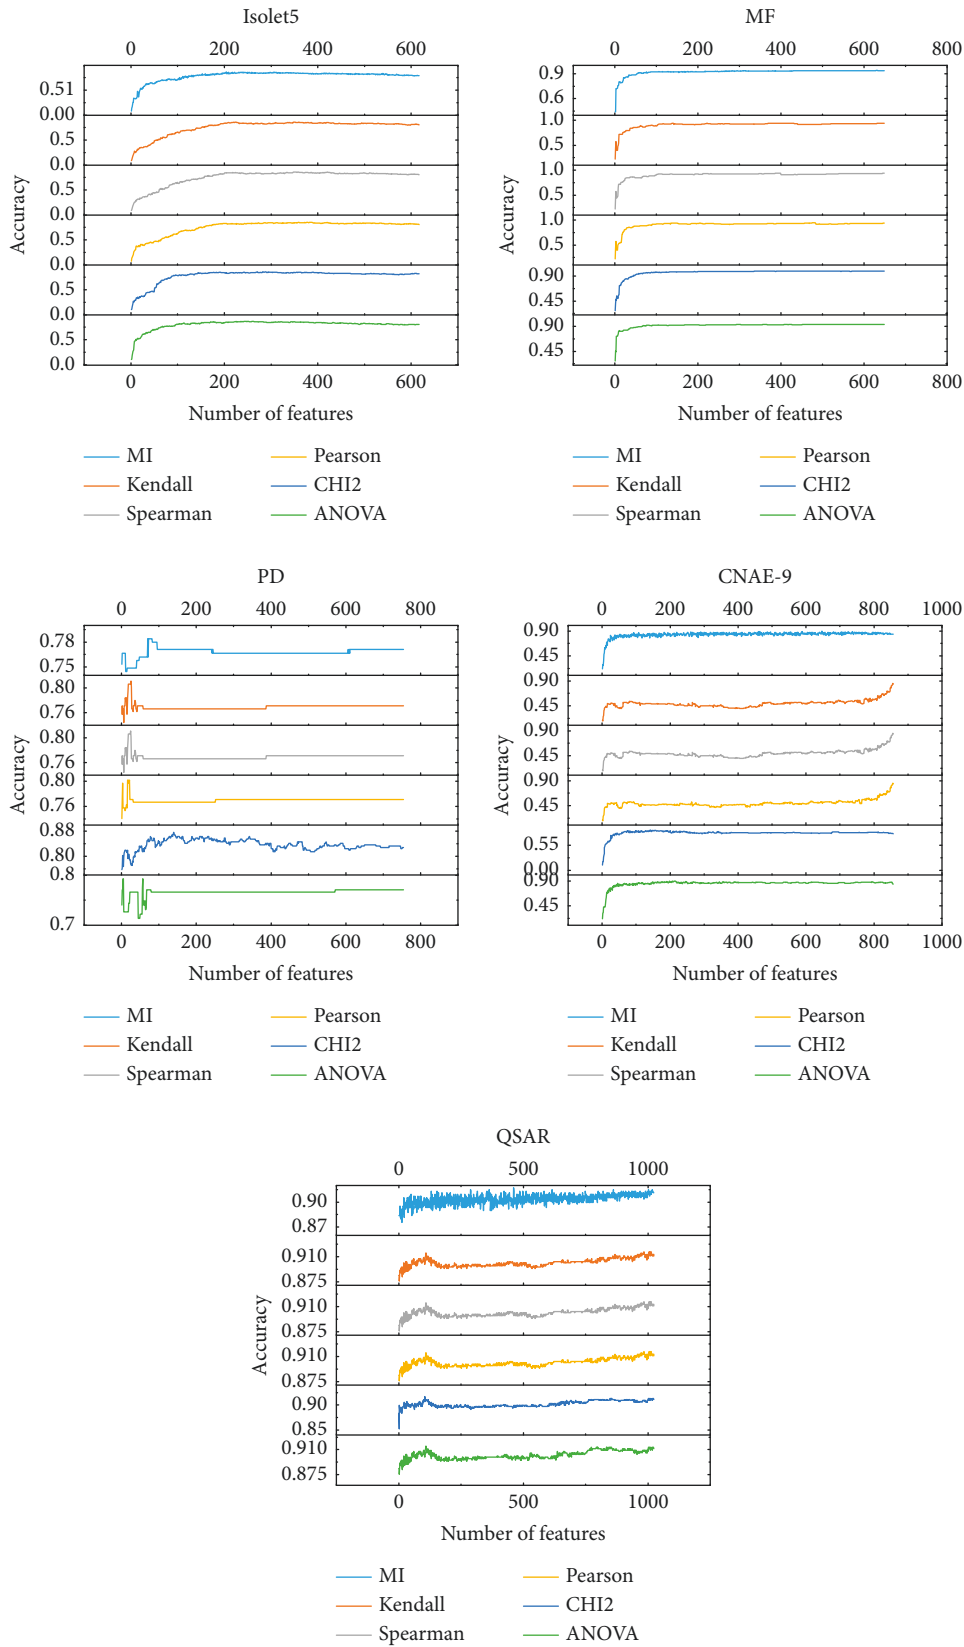 Isolet5
0 200 400 600
0.51
0.00
0.5
0.0
0.5
0.0
0.5
0.0
0.5
0.0
0.5
0.0
Accuracy
0 200 400 600
Number of features
MI
Kendall
Spearman
Pearson
CHI2
ANOVA
MF
0 200 400 600 800
0.9
0.6
1.0
0.5
1.0
0.5
1.0
0.5
0.90
0.45
0.90
0.45
Accuracy
0 200 400 600 800
Number of features
MI
Kendall
Spearman
Pearson
CHI2
ANOVA
PD
0 200 400 600 800
0.78
0.75
0.80
0.76
0.80
0.76
0.80
0.76
0.88
0.80
0.8
0.7
Accuracy
0 200 400 600 800
Number of features
MI
Kendall
Spearman
Pearson
CHI2
ANOVA
CNAE-9
0 200 400 600 800 1000
0.90
0.45
0.90
0.45
0.90
0.45
0.90
0.45
0.55
0.00
0.90
0.45
Accuracy
0 200 400 600 800 1000
Number of features
MI
Kendall
Spearman
Pearson
CHI2
ANOVA
QSAR
0 500 1000
0.90
0.87
0.910
0.875
0.910
0.875
0.910
0.875
0.90
0.85
0.910
0.875
Accuracy
0 500 1000
Number of features
MI
Kendall
Spearman
Pearson
CHI2
ANOVA